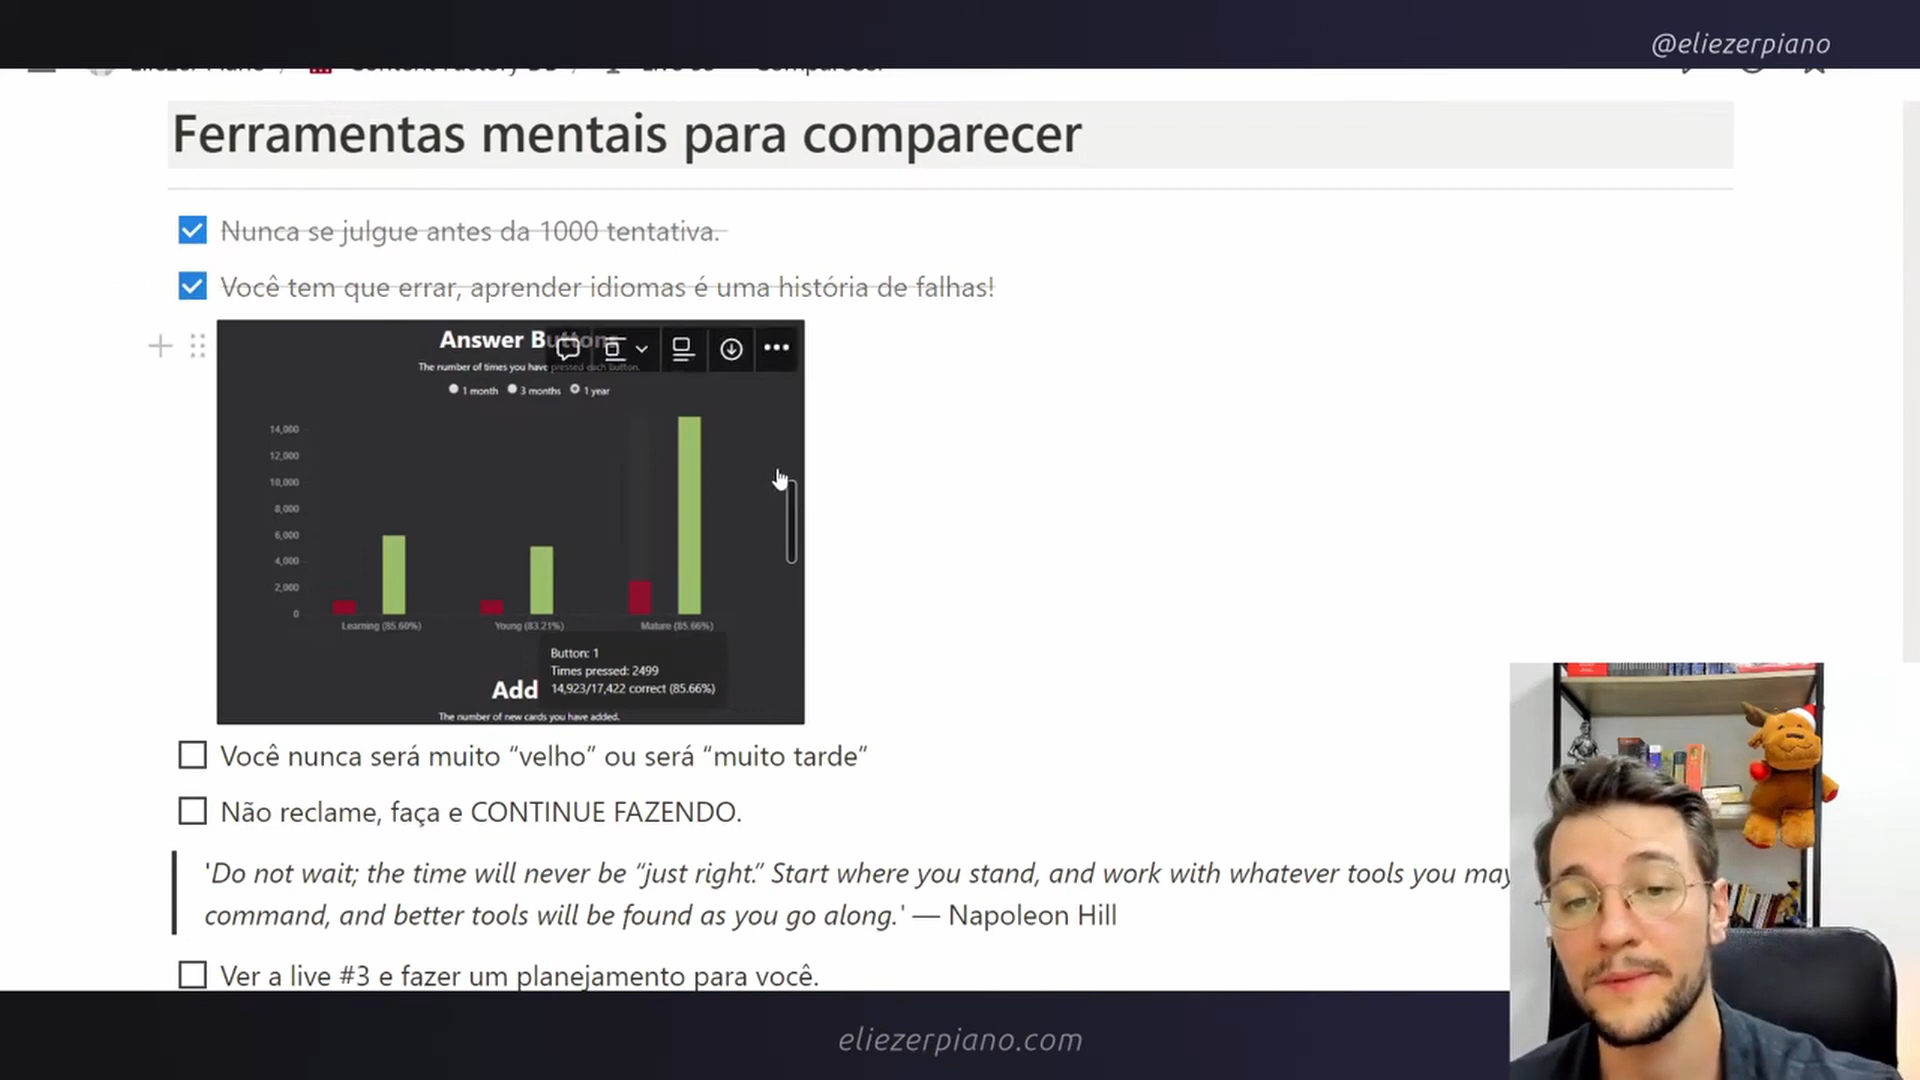 @eliezerpiano
Ferramentas mentais para comparecer
Nunca se julgue antes da 1000 tentativa.
Você tem que errar, aprender idiomas é uma história de falhas!
Answer Buttons
The number of times you have pressed each button.
1 month 3 months 1 year
14,000
12,000
10,000
8,000
6,000
4,000
2,000
0
Learning (85.60%) Young (83.21%) Mature (85.66%)
Button: 1
Times pressed: 2499
14,923/17,422 correct (85.66%)
Add
The number of new cards you have added.
Você nunca será muito “velho” ou será “muito tarde”
Não reclame, faça e CONTINUE FAZENDO.
'Do not wait; the time will never be “just right.” Start where you stand, and work with whatever tools you may
command, and better tools will be found as you go along.' — Napoleon Hill
Ver a live #3 e fazer um planejamento para você.
eliezerpiano.com